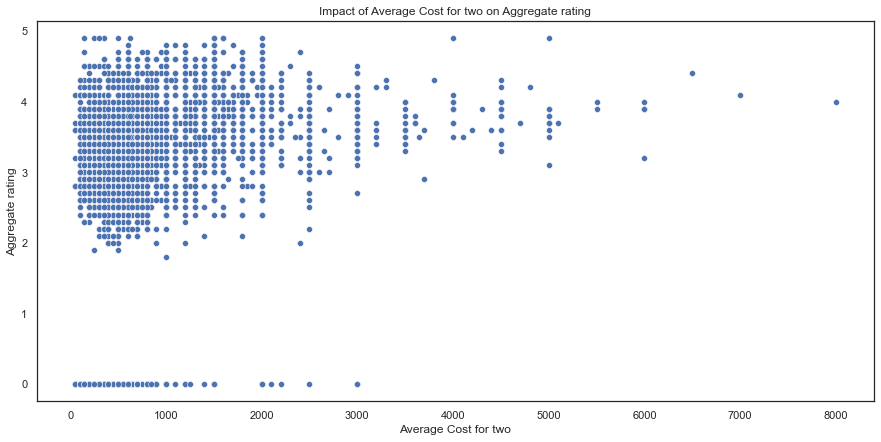 Impact of Average Cost for two on Aggregate rating
Aggregate rating
5
4
3
2
1
0
0 1000 2000 3000 4000 5000 6000 7000 8000
Average Cost for two